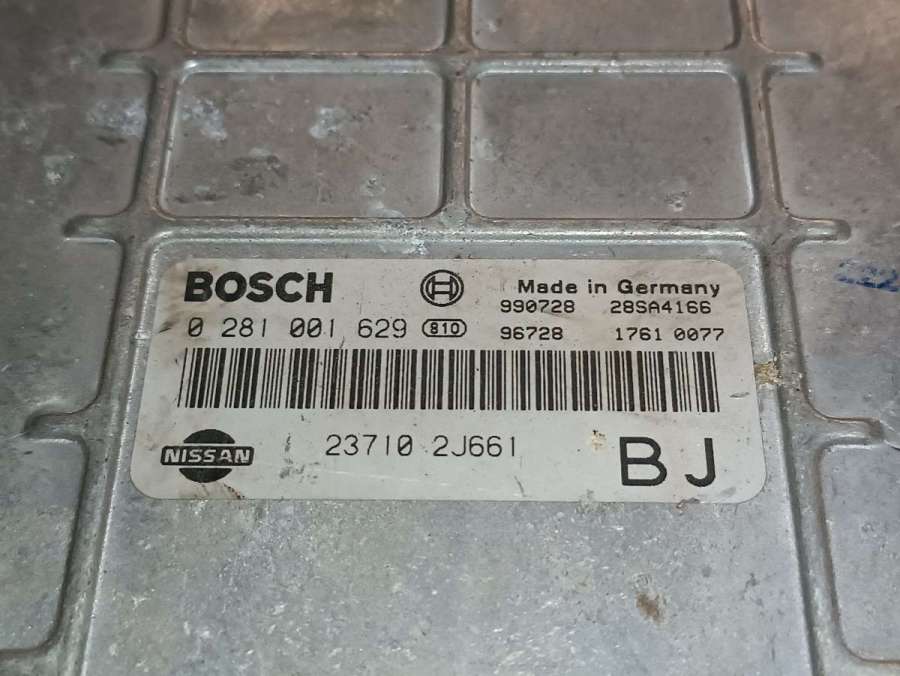 BOSCH
Made in Germany
990728 28SA4166
0 281 001 629 810
96728 1761 0077
NISSAN
23710 2J661
BJ